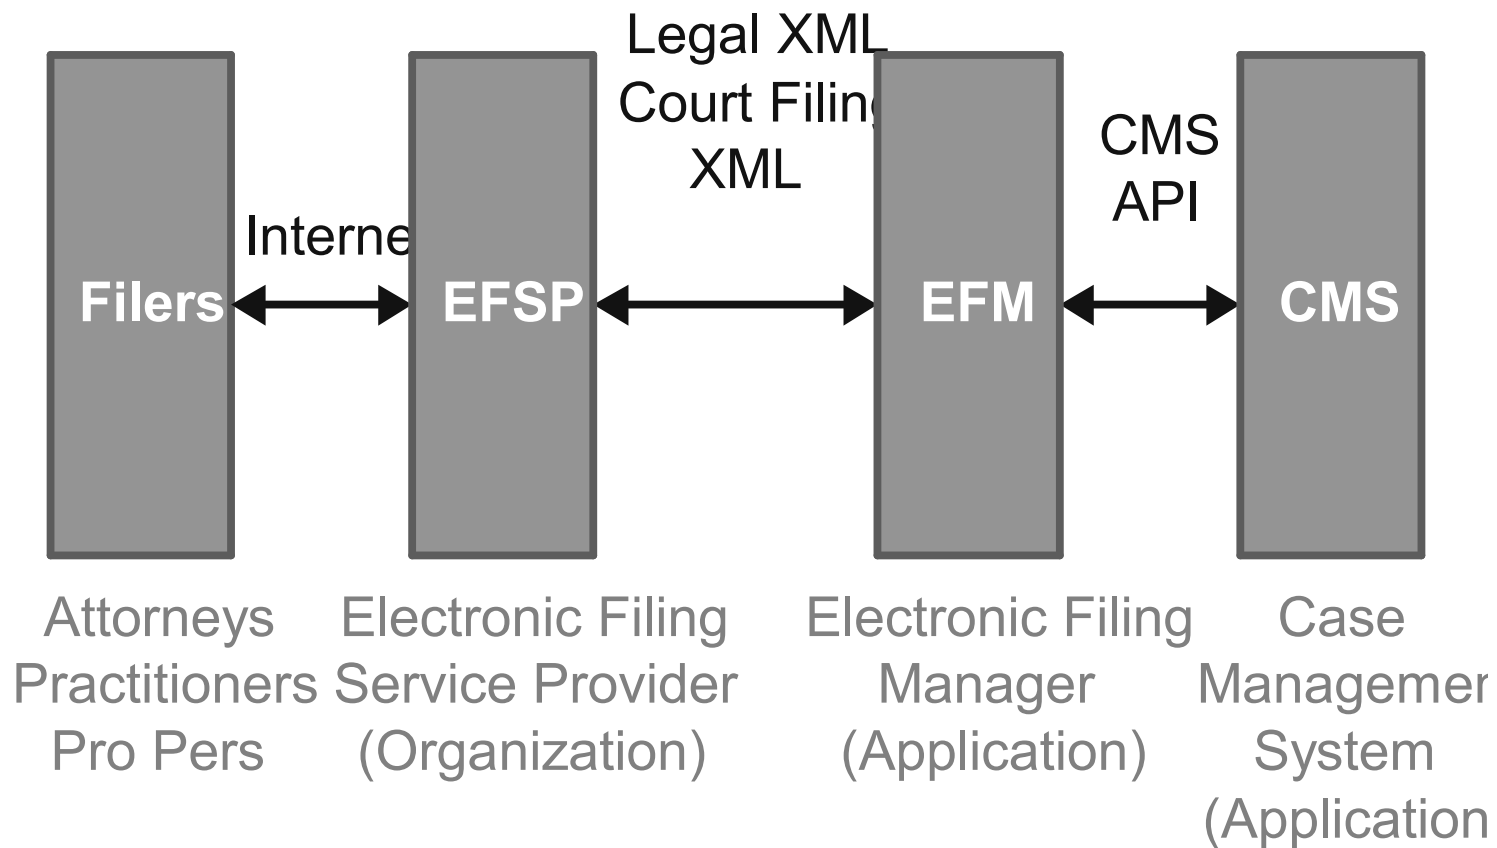 Legal XML
Court Filing
XML
CMS
API
Interne
Filers
EFSP
EFM
CMS
Attorneys
Practitioners
Pro Pers
Electronic Filing
Service Provider
(Organization)
Electronic Filing
Manager
(Application)
Case
Managemen
System
(Application